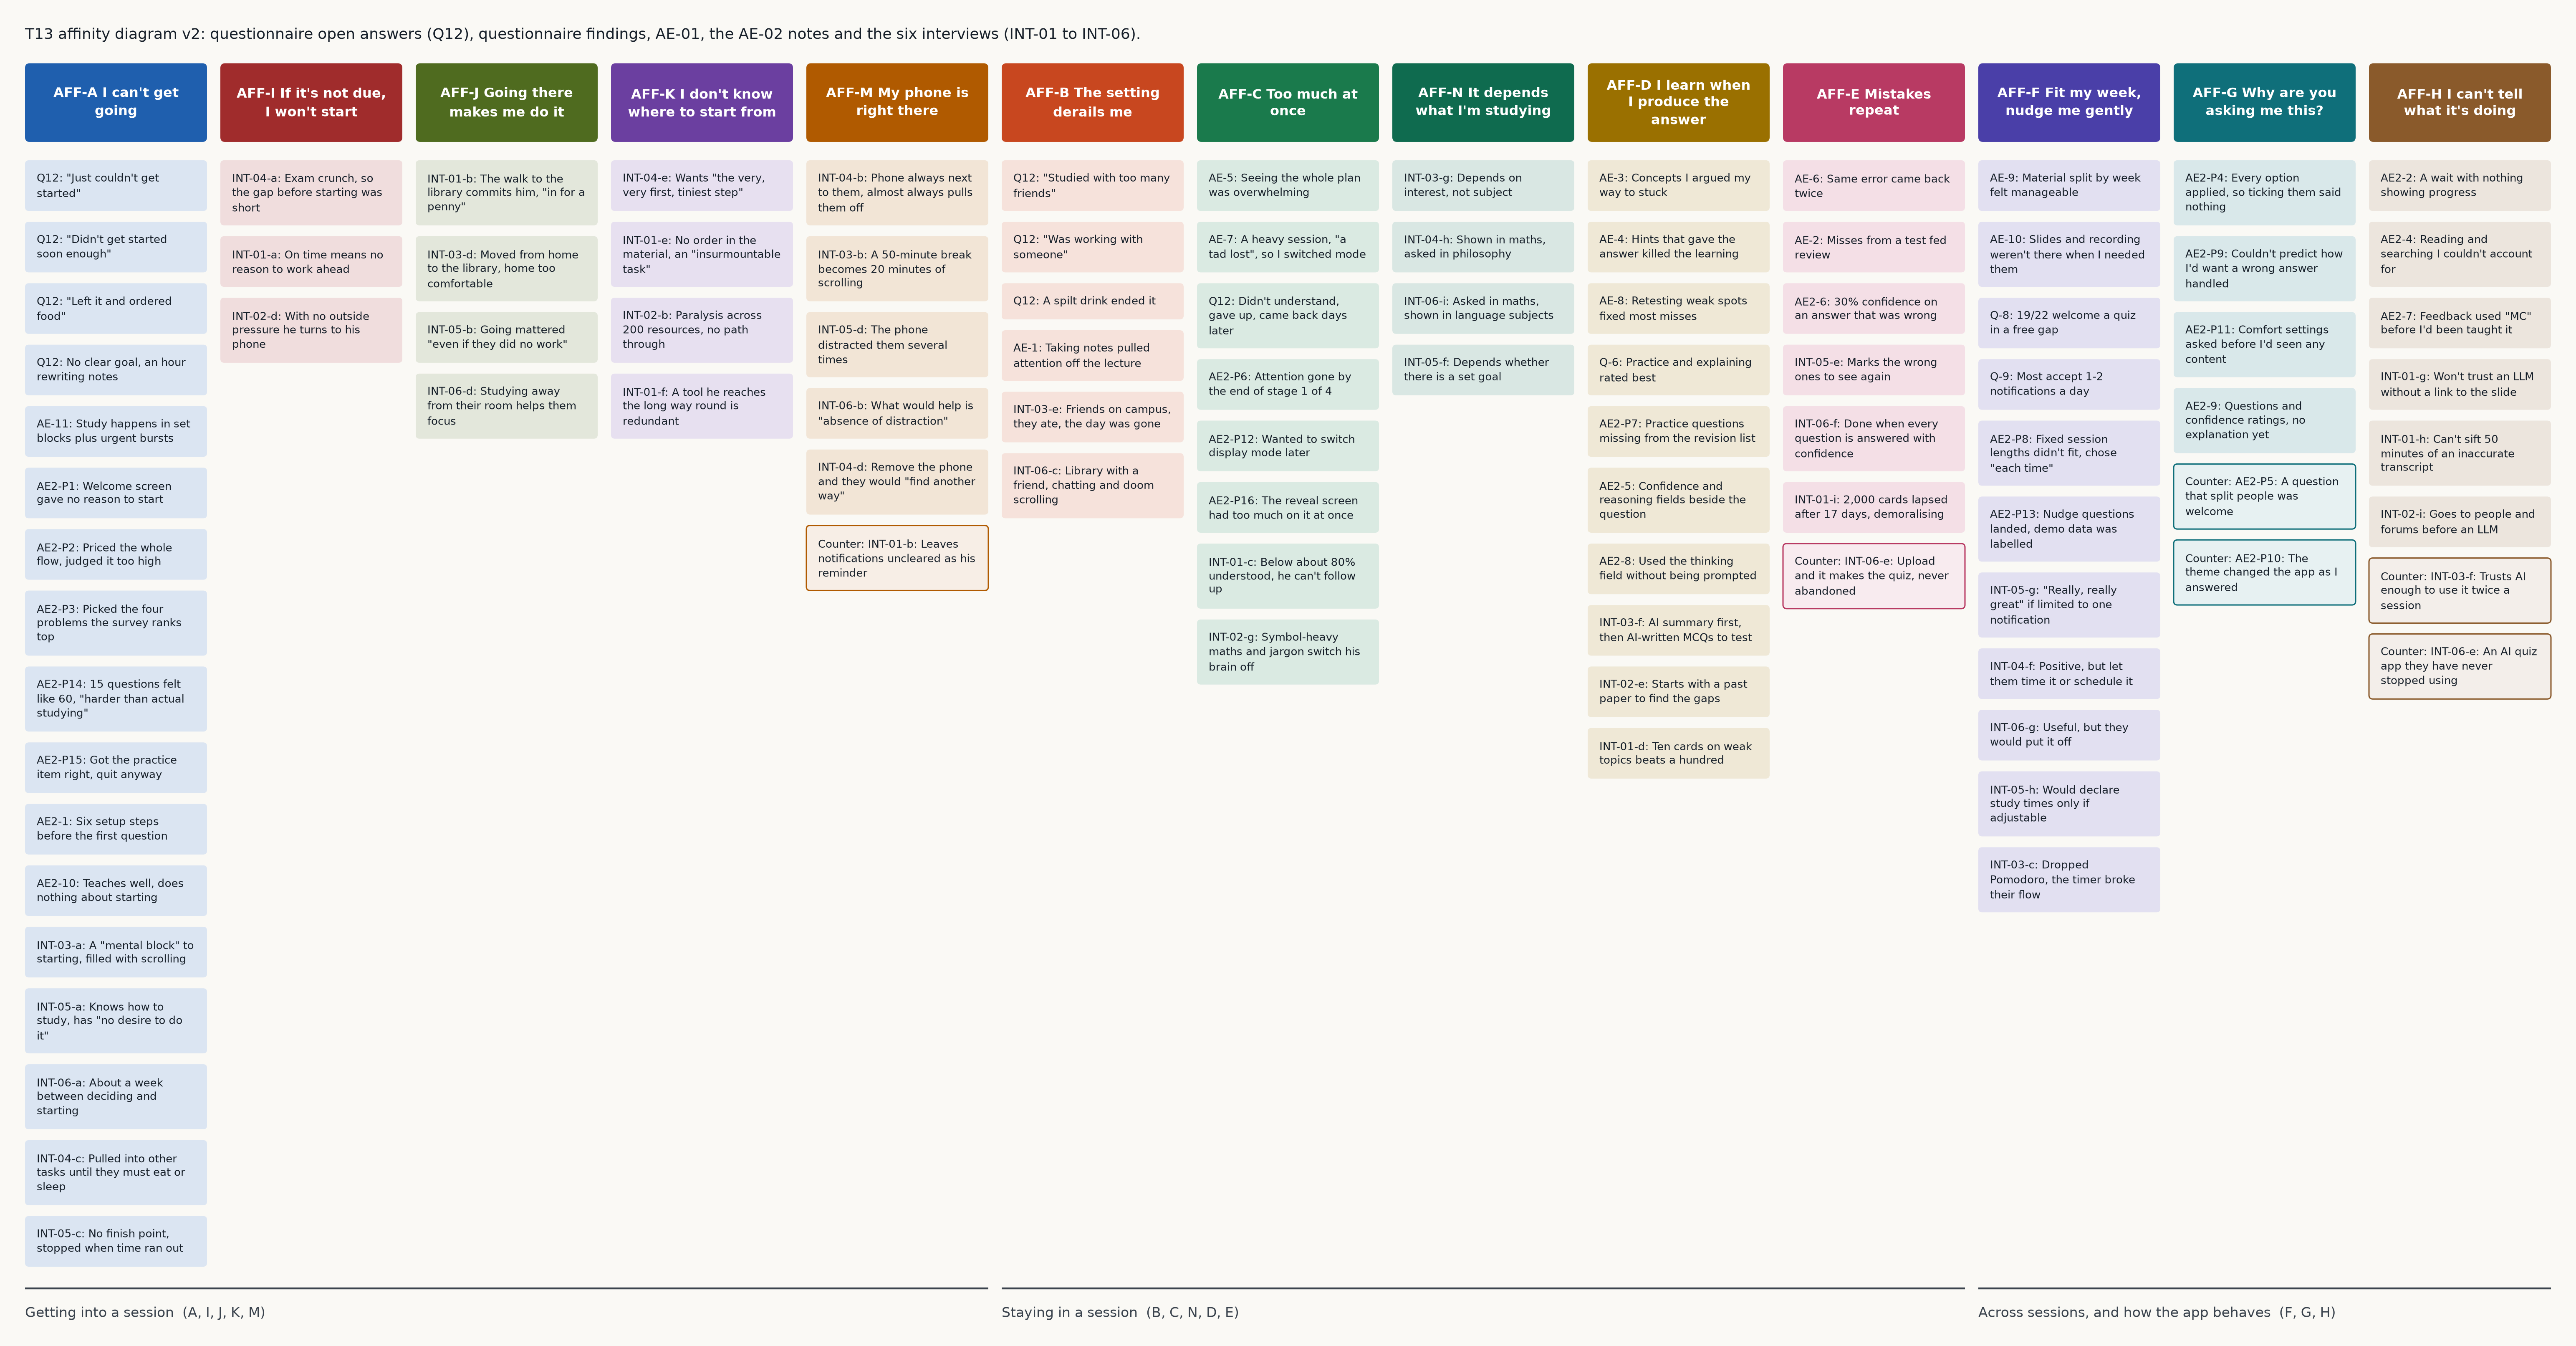 T13 affinity diagram v2: questionnaire open answers (Q12), questionnaire findings, AE-01, the AE-02 notes and the six interviews (INT-01 to INT-06).
AFF-A I can't get
going
Q12: "Just couldn't get
started"
Q12: "Didn't get started
soon enough"
Q12: "Left it and ordered
food"
Q12: No clear goal, an hour
rewriting notes
AE-11: Study happens in set
blocks plus urgent bursts
AE2-P1: Welcome screen
gave no reason to start
AE2-P2: Priced the whole
flow, judged it too high
AE2-P3: Picked the four
problems the survey ranks
top
AE2-P14: 15 questions felt
like 60, "harder than actual
studying"
AE2-P15: Got the practice
item right, quit anyway
AE2-1: Six setup steps
before the first question
AE2-10: Teaches well, does
nothing about starting
INT-03-a: A "mental block" to
starting, filled with scrolling
INT-05-a: Knows how to
study, has "no desire to do
it"
INT-06-a: About a week
between deciding and
starting
INT-04-c: Pulled into other
tasks until they must eat or
sleep
INT-05-c: No finish point,
stopped when time ran out
AFF-I If it's not due,
I won't start
INT-04-a: Exam crunch, so
the gap before starting was
short
INT-01-a: On time means no
reason to work ahead
INT-02-d: With no outside
pressure he turns to his
phone
AFF-J Going there
makes me do it
INT-01-b: The walk to the
library commits him, "in for a
penny"
INT-03-d: Moved from home
to the library, home too
comfortable
INT-05-b: Going mattered
"even if they did no work"
INT-06-d: Studying away
from their room helps them
focus
AFF-K I don't know
where to start from
INT-04-e: Wants "the very,
very first, tiniest step"
INT-01-e: No order in the
material, an "insurmountable
task"
INT-02-b: Paralysis across
200 resources, no path
through
INT-01-f: A tool he reaches
the long way round is
redundant
AFF-M My phone is
right there
INT-04-b: Phone always next
to them, almost always pulls
them off
INT-03-b: A 50-minute break
becomes 20 minutes of
scrolling
INT-05-d: The phone
distracted them several
times
INT-06-b: What would help is
"absence of distraction"
INT-04-d: Remove the phone
and they would "find another
way"
Counter: INT-01-b: Leaves
notifications uncleared as his
reminder
AFF-B The setting
derails me
Q12: "Studied with too many
friends"
Q12: "Was working with
someone"
Q12: A spilt drink ended it
AE-1: Taking notes pulled
attention off the lecture
INT-03-e: Friends on campus,
they ate, the day was gone
INT-06-c: Library with a
friend, chatting and doom
scrolling
AFF-C Too much at
once
AE-5: Seeing the whole plan
was overwhelming
AE-7: A heavy session, "a
tad lost", so I switched mode
Q12: Didn't understand,
gave up, came back days
later
AE2-P6: Attention gone by
the end of stage 1 of 4
AE2-P12: Wanted to switch
display mode later
AE2-P16: The reveal screen
had too much on it at once
INT-01-c: Below about 80%
understood, he can't follow
up
INT-02-g: Symbol-heavy
maths and jargon switch his
brain off
AFF-N It depends
what I'm studying
INT-03-g: Depends on
interest, not subject
INT-04-h: Shown in maths,
asked in philosophy
INT-06-i: Asked in maths,
shown in language subjects
INT-05-f: Depends whether
there is a set goal
AFF-D I learn when
I produce the
answer
AE-3: Concepts I argued my
way to stuck
AE-4: Hints that gave the
answer killed the learning
AE-8: Retesting weak spots
fixed most misses
Q-6: Practice and explaining
rated best
AE2-P7: Practice questions
missing from the revision list
AE2-5: Confidence and
reasoning fields beside the
question
AE2-8: Used the thinking
field without being prompted
INT-03-f: AI summary first,
then AI-written MCQs to test
INT-02-e: Starts with a past
paper to find the gaps
INT-01-d: Ten cards on weak
topics beats a hundred
AFF-E Mistakes
repeat
AE-6: Same error came back
twice
AE-2: Misses from a test fed
review
AE2-6: 30% confidence on
an answer that was wrong
INT-05-e: Marks the wrong
ones to see again
INT-06-f: Done when every
question is answered with
confidence
INT-01-i: 2,000 cards lapsed
after 17 days, demoralising
Counter: INT-06-e: Upload
and it makes the quiz, never
abandoned
AFF-F Fit my week,
nudge me gently
AE-9: Material split by week
felt manageable
AE-10: Slides and recording
weren't there when I needed
them
Q-8: 19/22 welcome a quiz
in a free gap
Q-9: Most accept 1-2
notifications a day
AE2-P8: Fixed session
lengths didn't fit, chose
"each time"
AE2-P13: Nudge questions
landed, demo data was
labelled
INT-05-g: "Really, really
great" if limited to one
notification
INT-04-f: Positive, but let
them time it or schedule it
INT-06-g: Useful, but they
would put it off
INT-05-h: Would declare
study times only if
adjustable
INT-03-c: Dropped
Pomodoro, the timer broke
their flow
AFF-G Why are you
asking me this?
AE2-P4: Every option
applied, so ticking them said
nothing
AE2-P9: Couldn't predict how
I'd want a wrong answer
handled
AE2-P11: Comfort settings
asked before I'd seen any
content
AE2-9: Questions and
confidence ratings, no
explanation yet
Counter: AE2-P5: A question
that split people was
welcome
Counter: AE2-P10: The
theme changed the app as I
answered
AFF-H I can't tell
what it's doing
AE2-2: A wait with nothing
showing progress
AE2-4: Reading and
searching I couldn't account
for
AE2-7: Feedback used "MC"
before I'd been taught it
INT-01-g: Won't trust an LLM
without a link to the slide
INT-01-h: Can't sift 50
minutes of an inaccurate
transcript
INT-02-i: Goes to people and
forums before an LLM
Counter: INT-03-f: Trusts AI
enough to use it twice a
session
Counter: INT-06-e: An AI quiz
app they have never
stopped using
Getting into a session (A, I, J, K, M)
Staying in a session (B, C, N, D, E)
Across sessions, and how the app behaves (F, G, H)